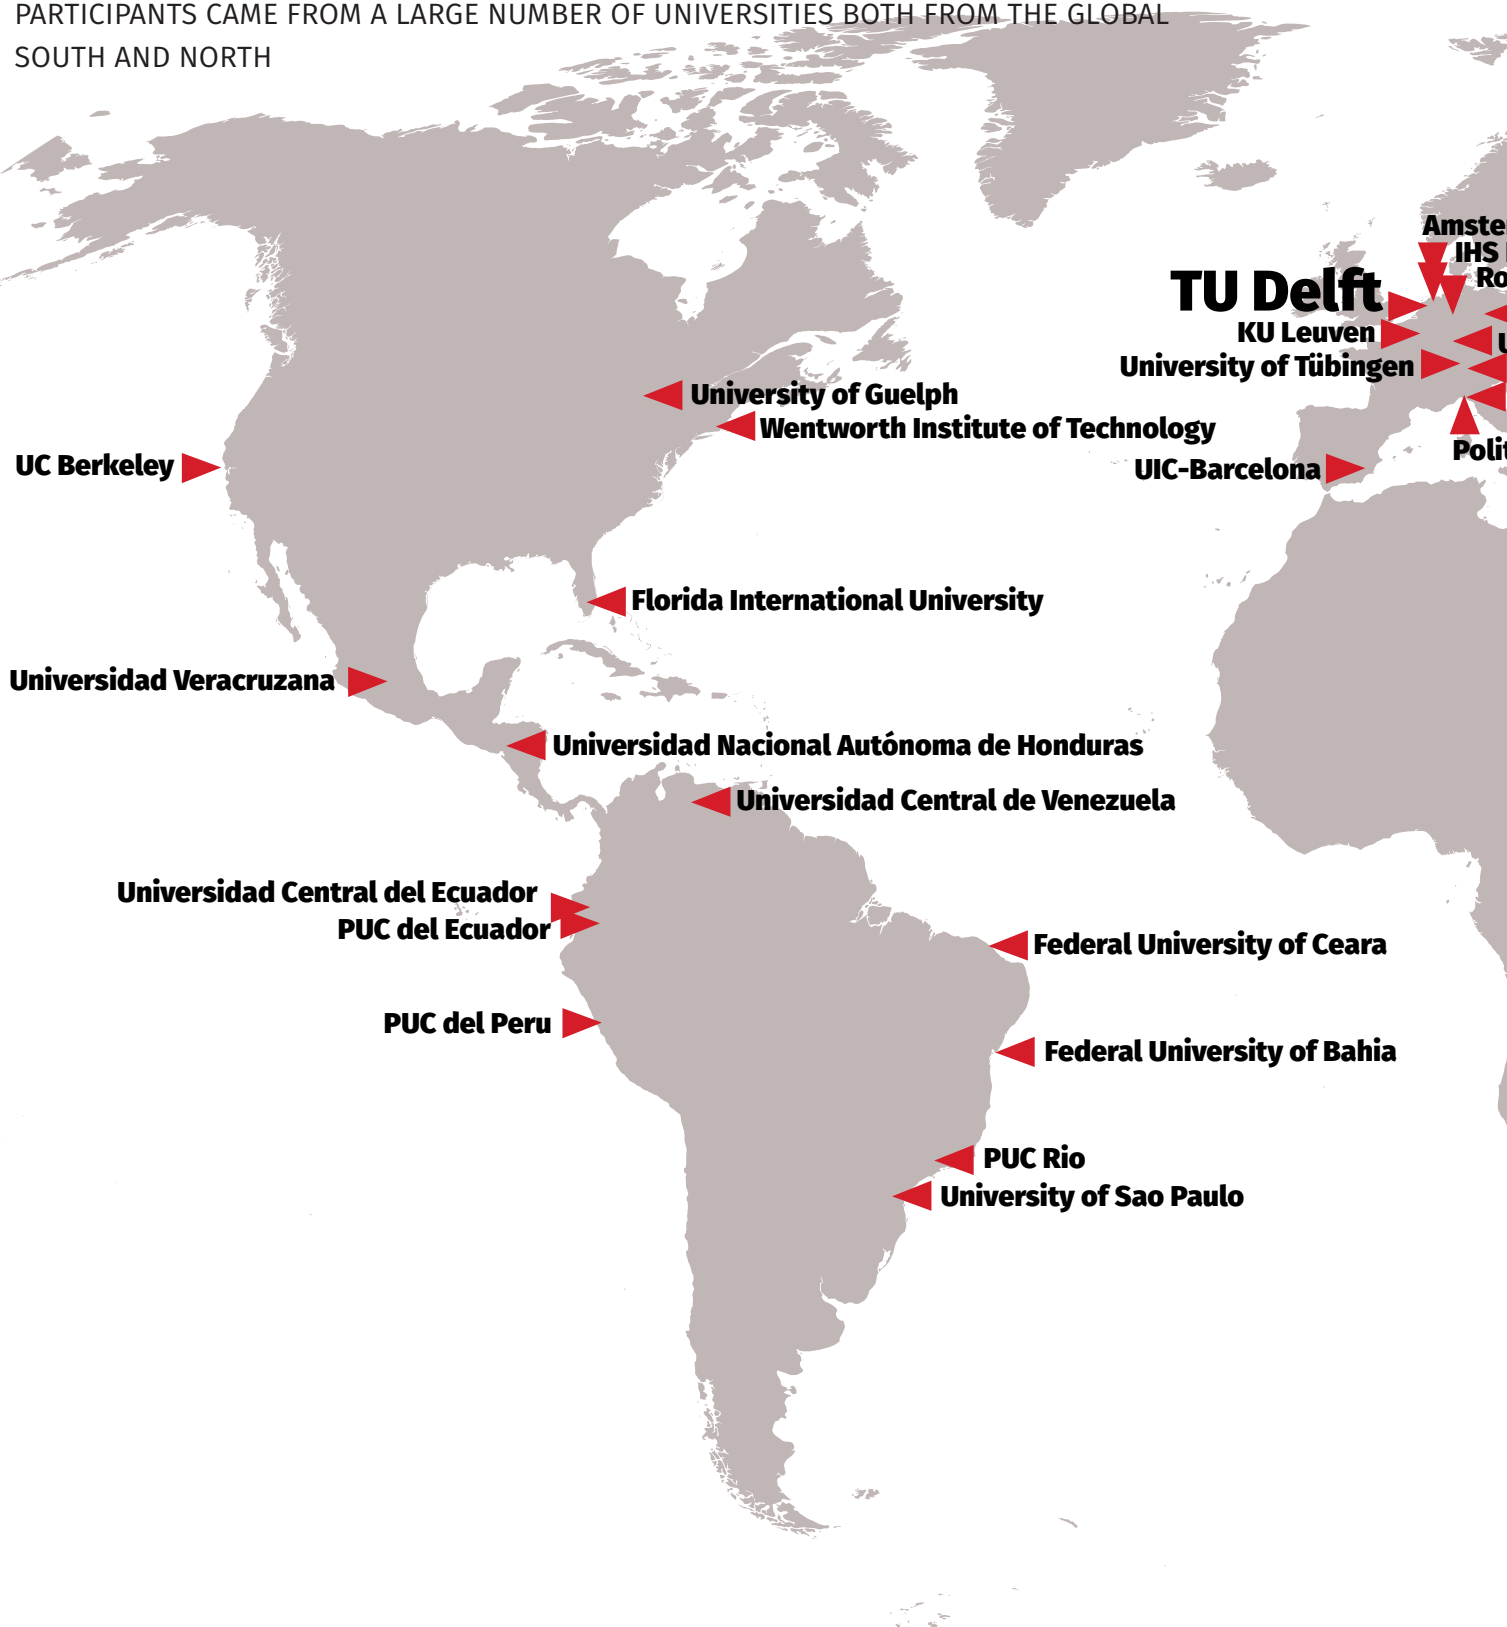 PARTICIPANTS CAME FROM A LARGE NUMBER OF UNIVERSITIES BOTH FROM THE GLOBAL
SOUTH AND NORTH
IHS
TU Delft
KU Leuven
University of Tübingen
University of Guelph
Wentworth Institute of Technology
UC Berkeley
UIC-Barcelona
Florida International University
Universidad Veracruzana
Universidad Nacional Autónoma de Honduras
Universidad Central de Venezuela
Universidad Central del Ecuador
PUC del Ecuador
Federal University of Ceara
PUC del Peru
Federal University of Bahia
PUC Rio
University of Sao Paulo